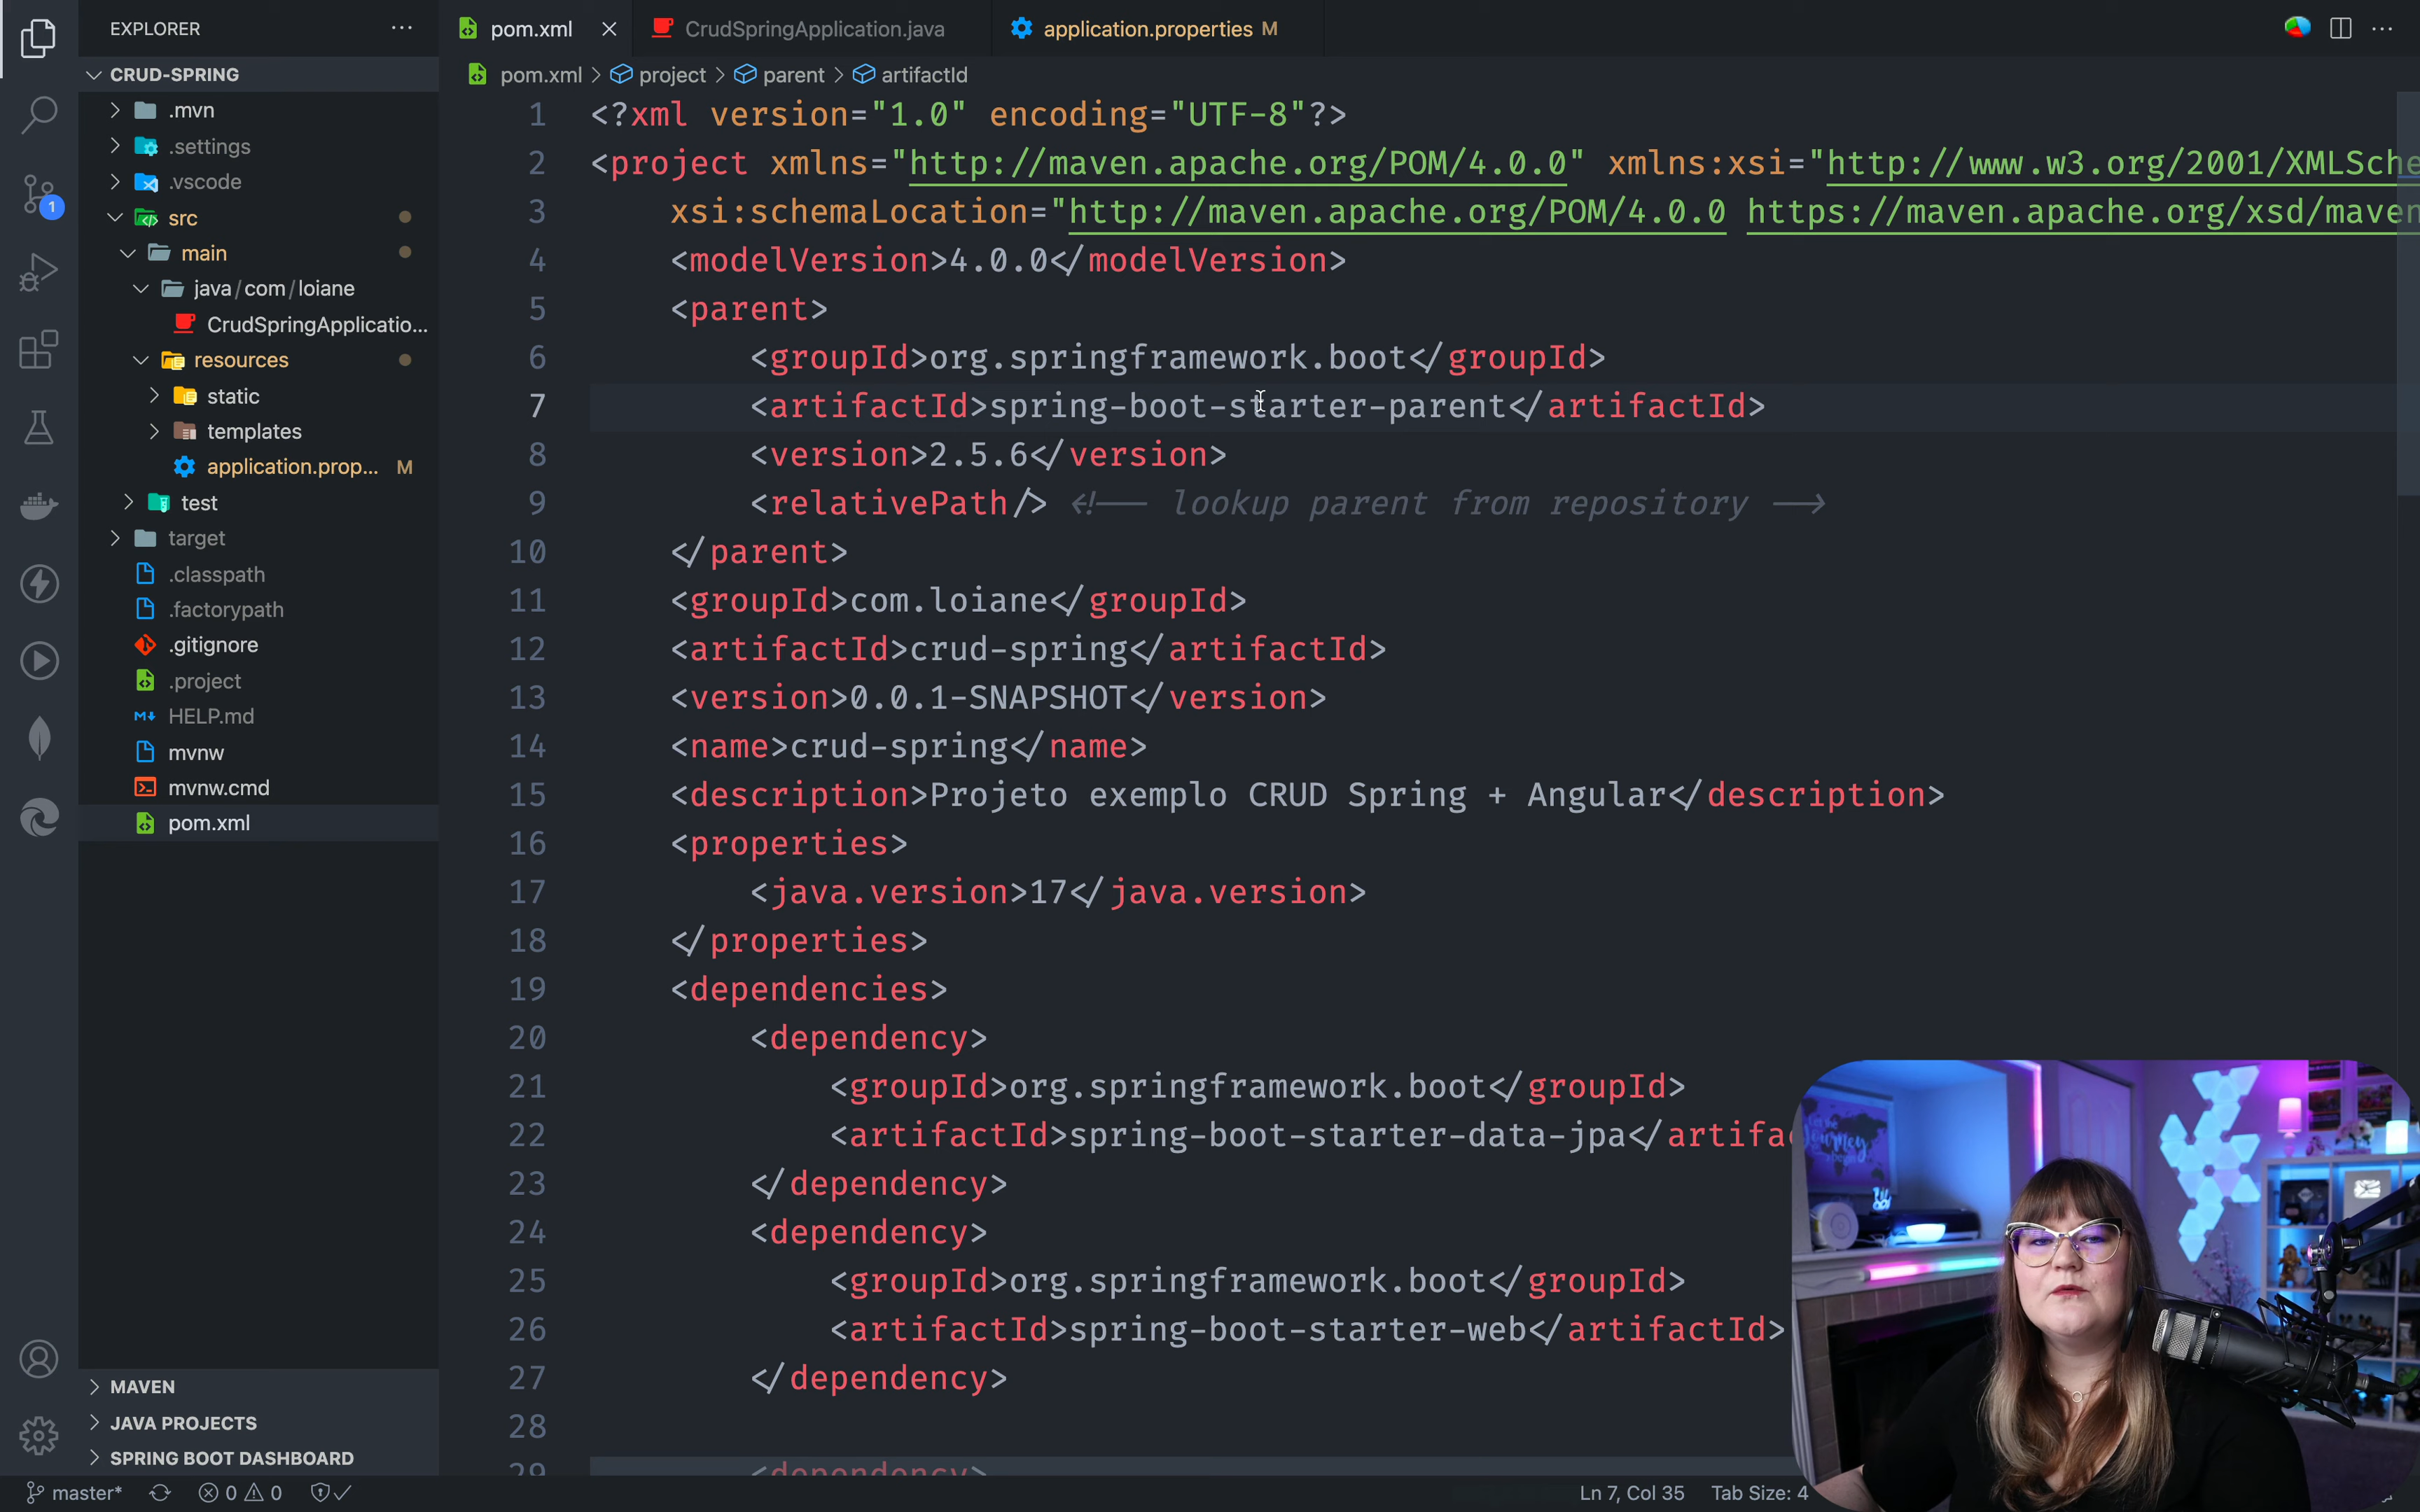 EXPLORER
CRUD-SPRING
.mvn
.settings
.vscode
src
main
java/com/loiane
CrudSpringApplicatio...
resources
static
templates
application.prop... M
test
target
.classpath
.factorypath
.gitignore
.project
HELP.md
mvnw
mvnw.cmd
pom.xml
MAVEN
JAVA PROJECTS
SPRING BOOT DASHBOARD
1
pom.xml
CrudSpringApplication.java
application.properties M
pom.xml > project > parent > artifactId
1 <?xml version="1.0" encoding="UTF-8"?>
2 <project xmlns="http://maven.apache.org/POM/4.0.0" xmlns:xsi="http://www.w3.org/2001/XMLSche
3 xsi:schemaLocation="http://maven.apache.org/POM/4.0.0 https://maven.apache.org/xsd/maven
4 <modelVersion>4.0.0</modelVersion>
5 <parent>
6 <groupId>org.springframework.boot</groupId>
7 <artifactId>spring-boot-starter-parent</artifactId>
8 <version>2.5.6</version>
9 <relativePath/> <!-- lookup parent from repository -->
10 </parent>
11 <groupId>com.loiane</groupId>
12 <artifactId>crud-spring</artifactId>
13 <version>0.0.1-SNAPSHOT</version>
14 <name>crud-spring</name>
15 <description>Projeto exemplo CRUD Spring + Angular</description>
16 <properties>
17 <java.version>17</java.version>
18 </properties>
19 <dependencies>
20 <dependency>
21 <groupId>org.springframework.boot</groupId>
22 <artifactId>spring-boot-starter-data-jpa</artifac
23 </dependency>
24 <dependency>
25 <groupId>org.springframework.boot</groupId>
26 <artifactId>spring-boot-starter-web</artifactId>
27 </dependency>
28
29 <dependency>
master* 0 0
Ln 7, Col 35 Tab Size: 4